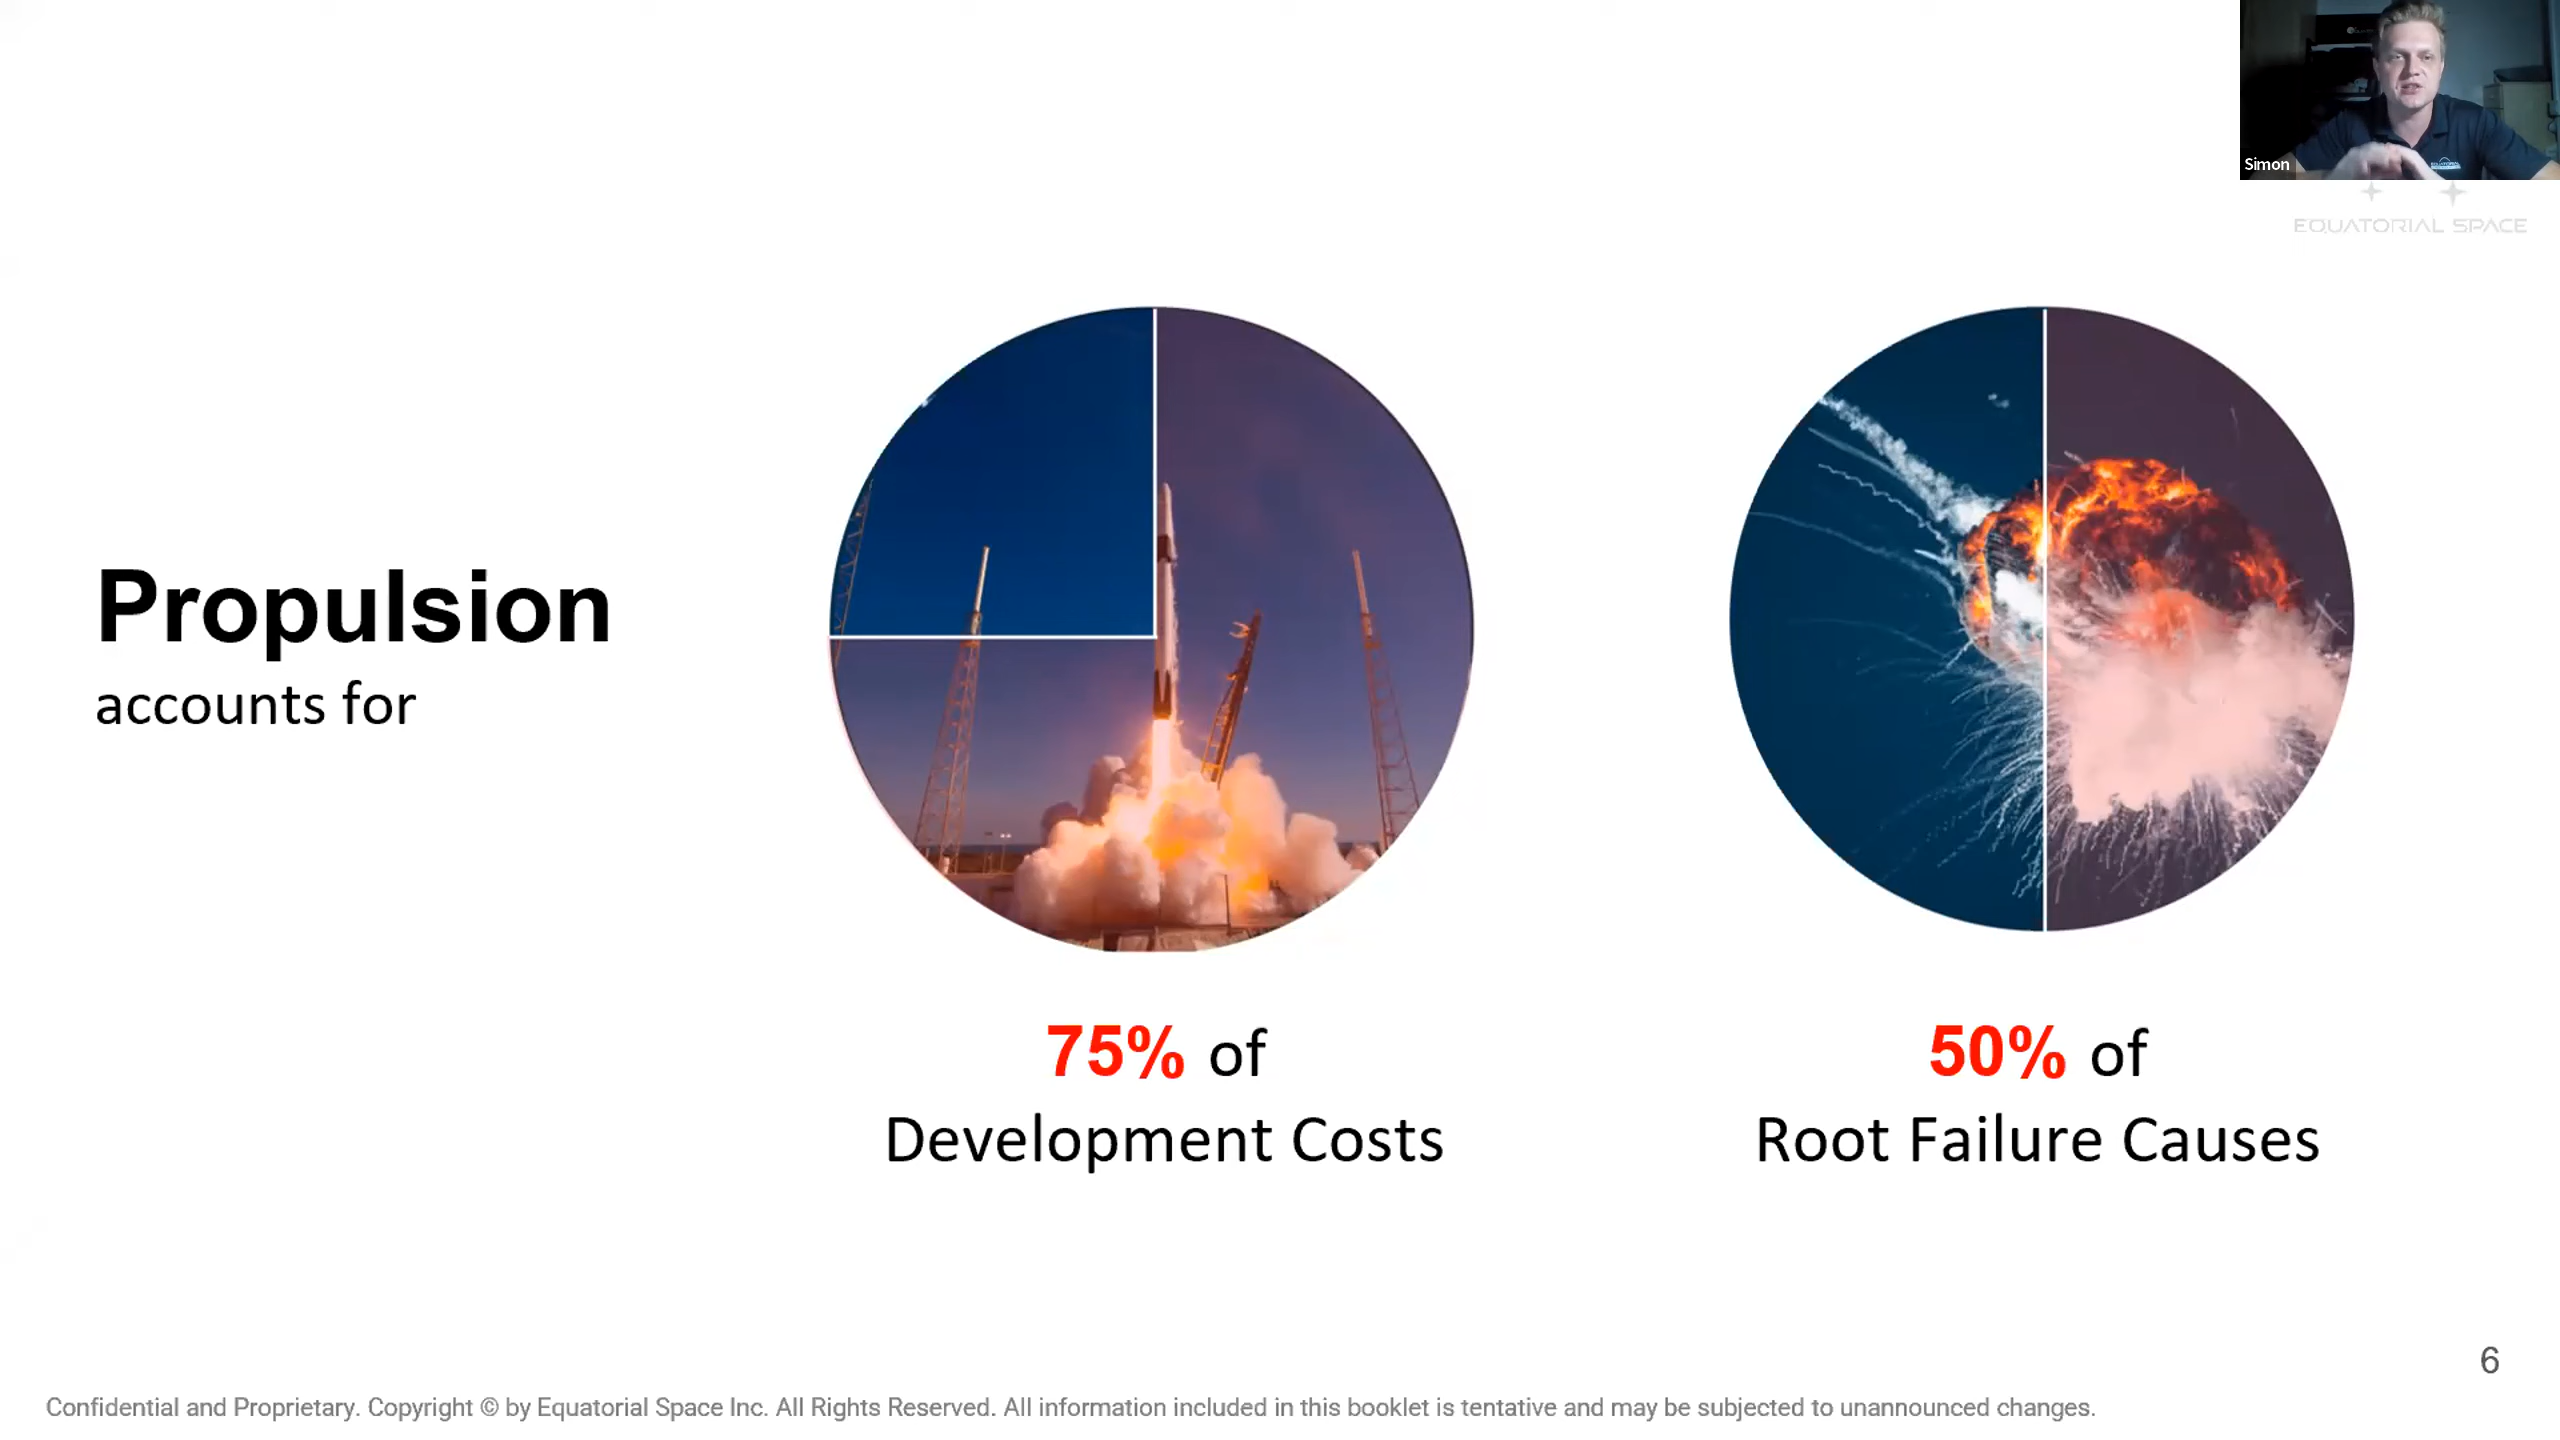 Simon
EQUATORIAL SPACE
Propulsion
accounts for
75% of
Development Costs
50% of
Root Failure Causes
6
Confidential and Proprietary. Copyright © by Equatorial Space Inc. All Rights Reserved. All information included in this booklet is tentative and may be subjected to unannounced changes.